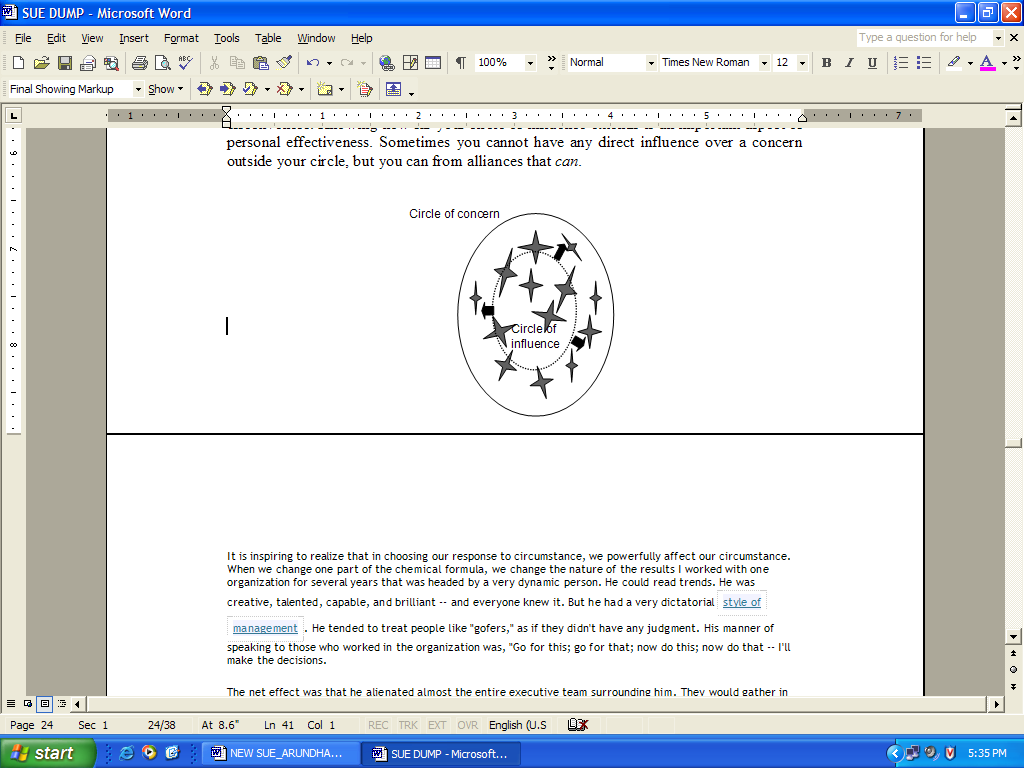 SUE DUMP - Microsoft Word
File Edit View Insert Format Tools Table Window Help
Type a question for help
100% Normal Times New Roman 12 B I U A
Final Showing Markup Show
1 1 2 3 4 5 7
personal effectiveness. Sometimes you cannot have any direct influence over a concern
outside your circle, but you can from alliances that can.
Circle of concern
Circle of
influence
It is inspiring to realize that in choosing our response to circumstance, we powerfully affect our circumstance.
When we change one part of the chemical formula, we change the nature of the results I worked with one
organization for several years that was headed by a very dynamic person. He could read trends. He was
creative, talented, capable, and brilliant -- and everyone knew it. But he had a very dictatorial style of
management . He tended to treat people like "gofers," as if they didn't have any judgment. His manner of
speaking to those who worked in the organization was, "Go for this; go for that; now do this; now do that -- I'll
make the decisions.
The net effect was that he alienated almost the entire executive team surrounding him. They would gather in
Page 24 Sec 1 24/38 At 8.6" Ln 41 Col 1 REC TRK EXT OVR English (U.S
start NEW SUE_ARUNDHA... SUE DUMP - Microsoft... 5:35 PM